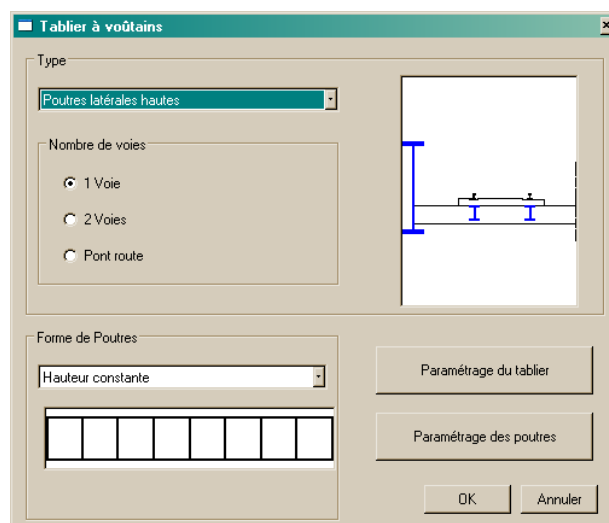 Tablier à voûtains
Type
Poutres latérales hautes
Nombre de voies
1 Voie
2 Voies
Pont route
Forme de Poutres
Hauteur constante
Paramétrage du tablier
Paramétrage des poutres
OK
Annuler